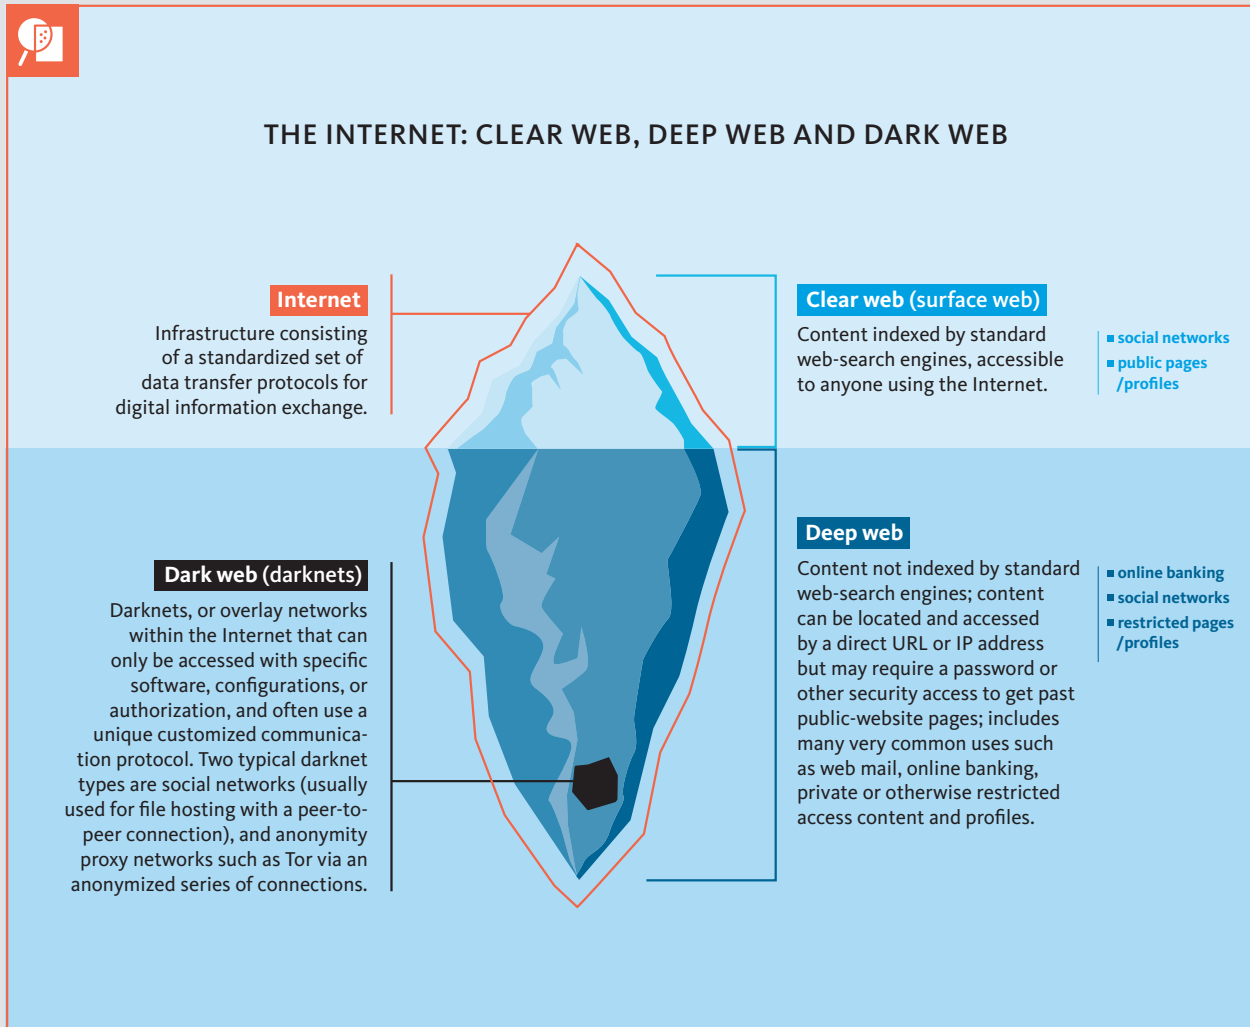 THE INTERNET: CLEAR WEB, DEEP WEB AND DARK WEB
Internet
Infrastructure consisting
of a standardized set of
data transfer protocols for
digital information exchange.
Clear web (surface web)
Content indexed by standard
web-search engines, accessible
to anyone using the Internet.
social networks
public pages
/profiles
Dark web (darknets)
Darknets, or overlay networks
within the Internet that can
only be accessed with specific
software, configurations, or
authorization, and often use a
unique customized communica-
tion protocol. Two typical darknet
types are social networks (usually
used for file hosting with a peer-to-
peer connection), and anonymity
proxy networks such as Tor via an
anonymized series of connections.
Deep web
Content not indexed by standard
web-search engines; content
can be located and accessed
by a direct URL or IP address
but may require a password or
other security access to get past
public-website pages; includes
many very common uses such
as web mail, online banking,
private or otherwise restricted
access content and profiles.
online banking
social networks
restricted pages
/profiles